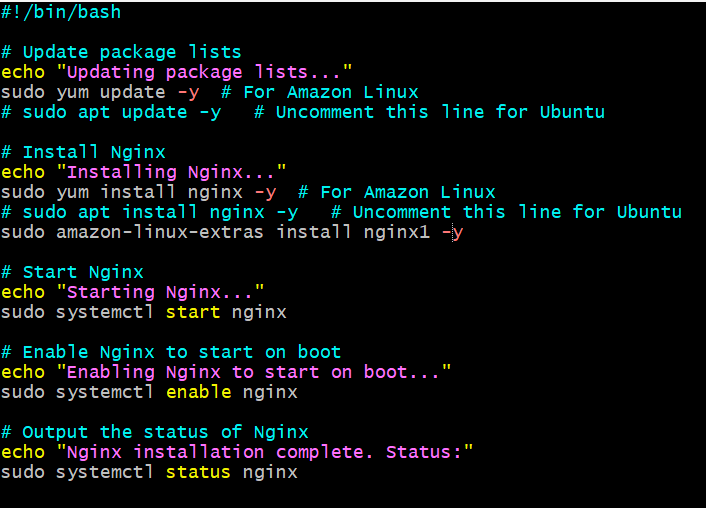 #!/bin/bash
# Update package lists
echo "Updating package lists..."
sudo yum update -y  # For Amazon Linux
# sudo apt update -y   # Uncomment this line for Ubuntu
# Install Nginx
echo "Installing Nginx..."
sudo yum install nginx -y  # For Amazon Linux
# sudo apt install nginx -y   # Uncomment this line for Ubuntu
sudo amazon-linux-extras install nginx1 -y
# Start Nginx
echo "Starting Nginx..."
sudo systemctl start nginx
# Enable Nginx to start on boot
echo "Enabling Nginx to start on boot..."
sudo systemctl enable nginx
# Output the status of Nginx
echo "Nginx installation complete. Status:"
sudo systemctl status nginx